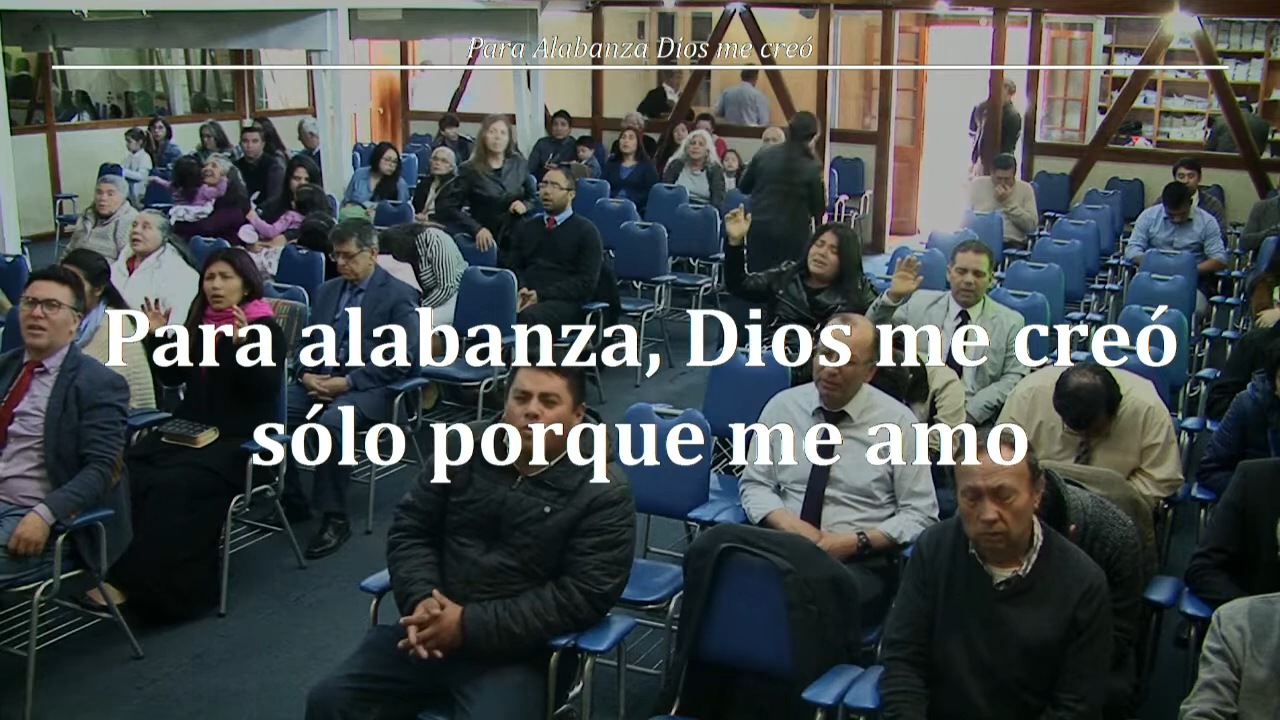 Para Alabanza Dios me creó
Para alabanza, Dios me creó
sólo porque me amo